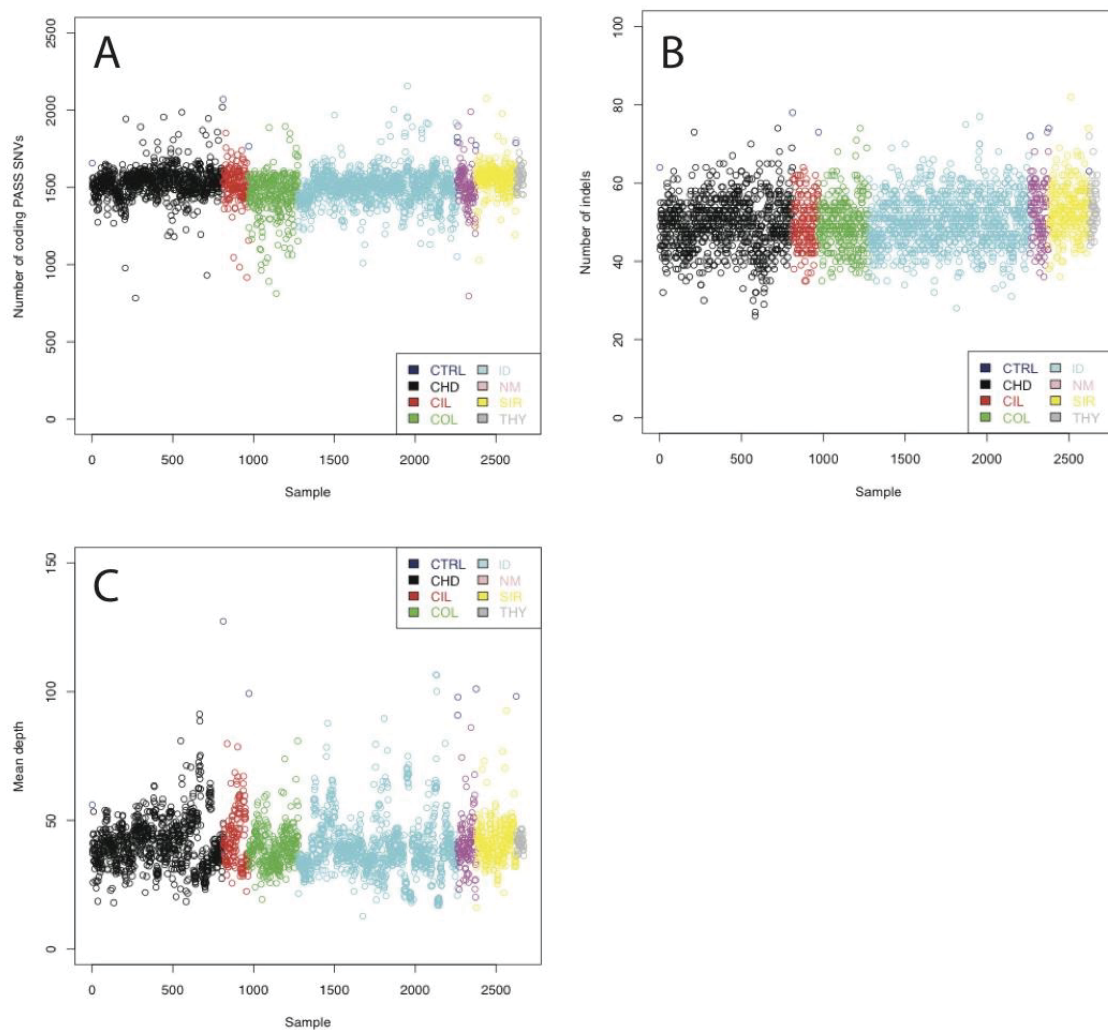 A
Number of coding PASS SNVs
2500
2000
1500
1000
500
0
CTRL ID
CHD NM
CIL SIR
COL THY
0 500 1000 1500 2000 2500
Sample
B
Number of indels
100
80
60
40
20
0
CTRL ID
CHD NM
CIL SIR
COL THY
0 500 1000 1500 2000 2500
Sample
C
Mean depth
150
100
50
0
CTRL ID
CHD NM
CIL SIR
COL THY
0 500 1000 1500 2000 2500
Sample